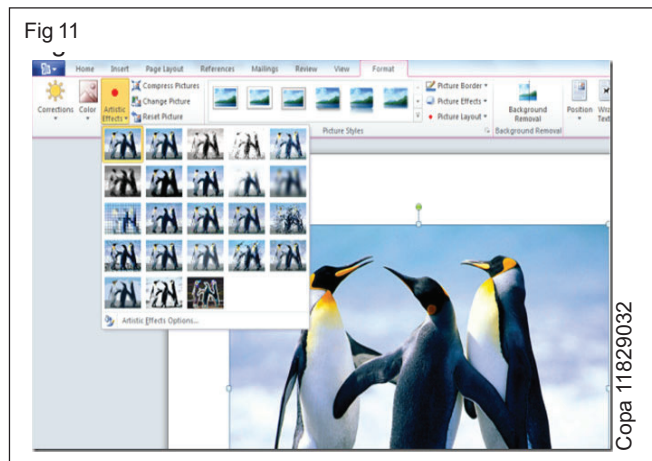 Fig 11
Home Insert Page Layout References Mailings Review View Format
Corrections Color Artistic Effects Compress Pictures Change Picture Reset Picture
Picture Border Picture Effects Picture Layout
Background Removal Position
Picture Styles Background Removal
Artistic Effects Options...
Copa 11829032